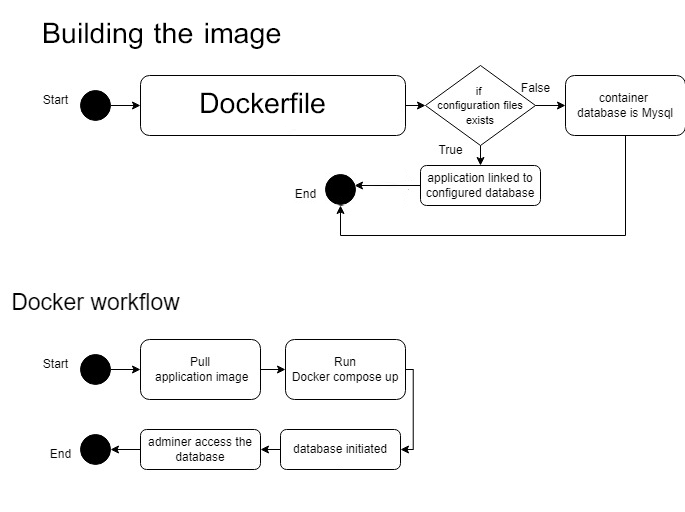 Building the image
Start
Dockerfile
if
configuration files
exists
False
container
database is Mysql
True
application linked to
configured database
End
Docker workflow
Start
Pull
application image
Run
Docker compose up
End
adminer access the
database
database initiated